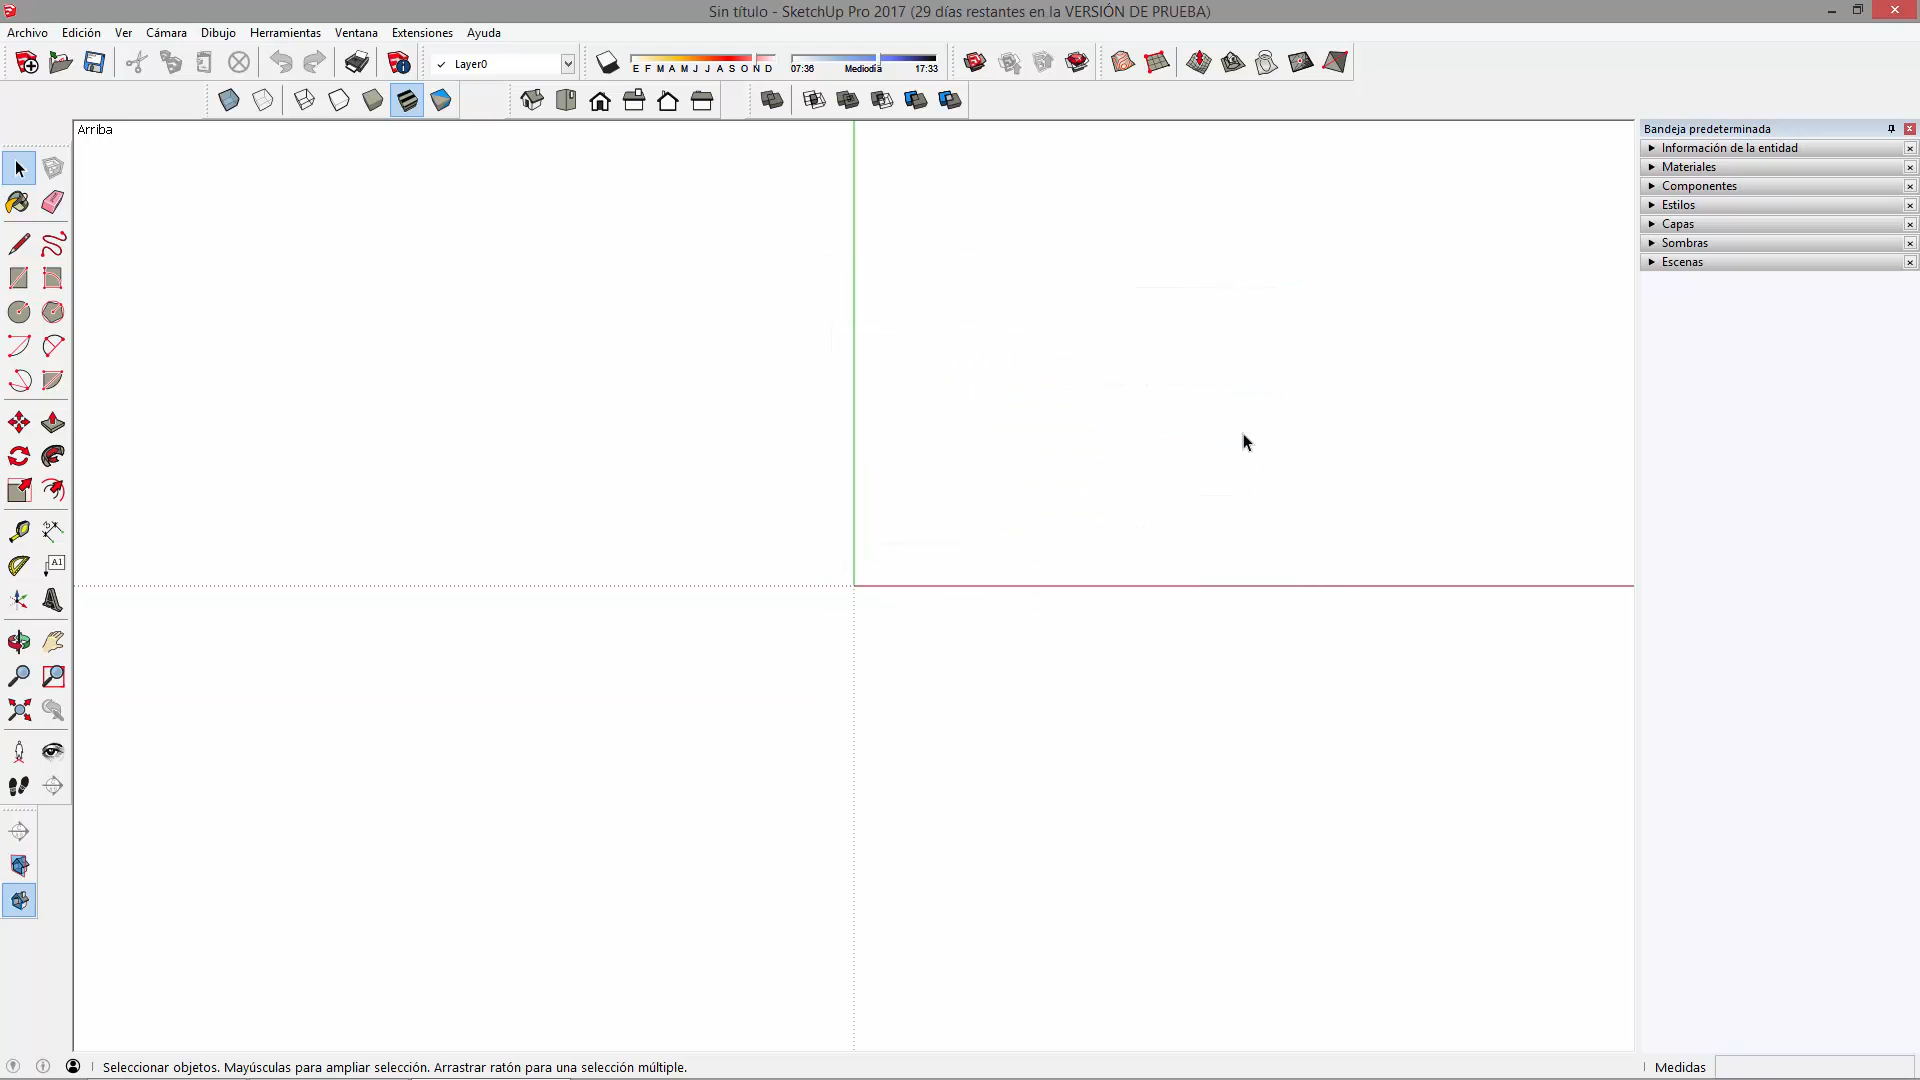 Sin título - SketchUp Pro 2017 (29 días restantes en la VERSIÓN DE PRUEBA)
Archivo Edición Ver Cámara Dibujo Herramientas Ventana Extensiones Ayuda
Layer0
E F M A M J J A S O N D
07:36 Mediodía 17:33
Arriba
Bandeja predeterminada
Información de la entidad
Materiales
Componentes
Estilos
Capas
Sombras
Escenas
A1
Seleccionar objetos. Mayúsculas para ampliar selección. Arrastrar ratón para una selección múltiple.
Medidas